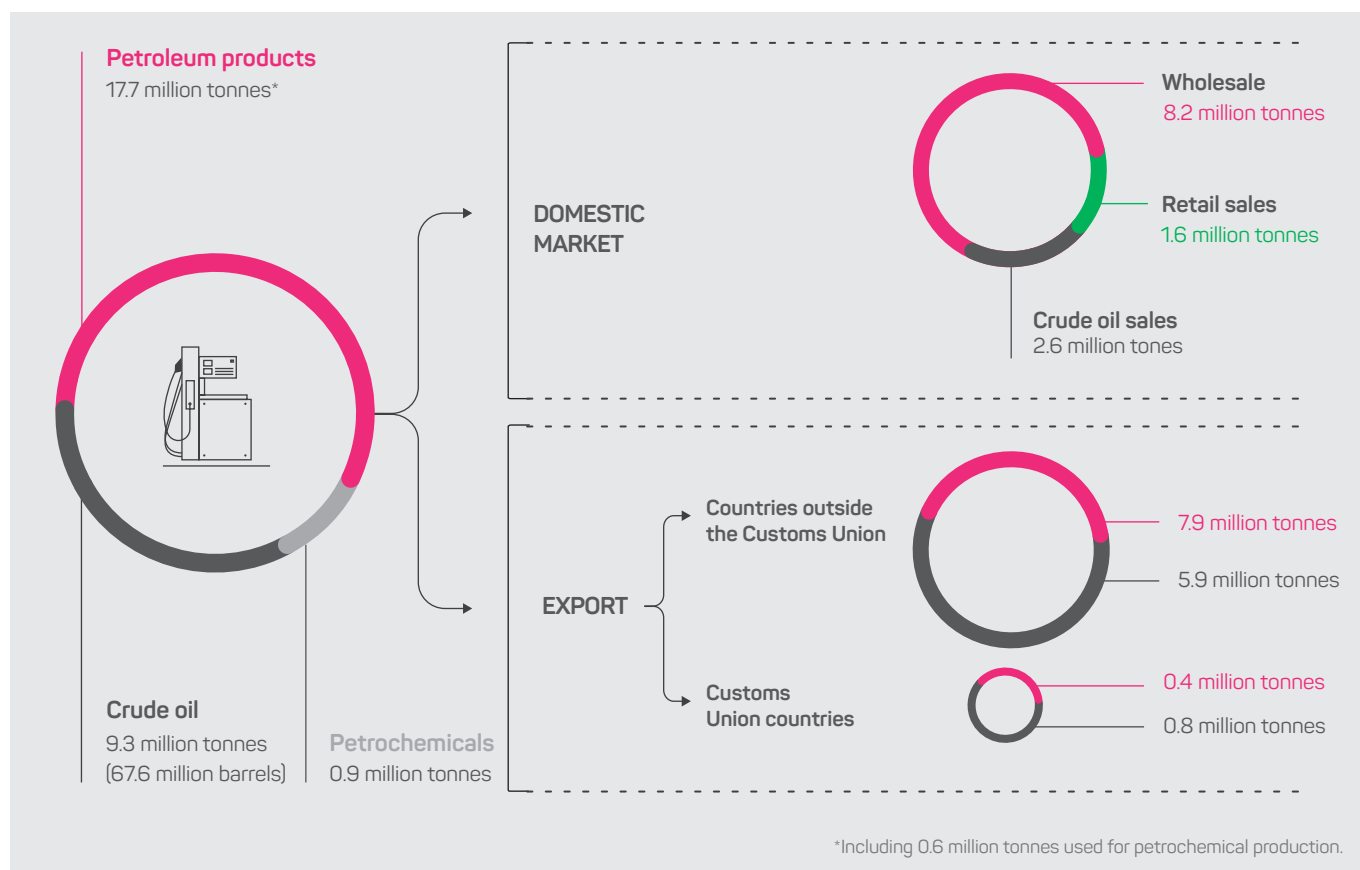 Petroleum products
17.7 million tonnes*
DOMESTIC
MARKET
Wholesale
8.2 million tonnes
Retail sales
1.6 million tonnes
Crude oil sales
2.6 million tones
EXPORT
Countries outside
the Customs Union
7.9 million tonnes
5.9 million tonnes
Customs
Union countries
0.4 million tonnes
0.8 million tonnes
Crude oil
9.3 million tonnes
(67.6 million barrels)
Petrochemicals
0.9 million tonnes
*Including 0.6 million tonnes used for petrochemical production.